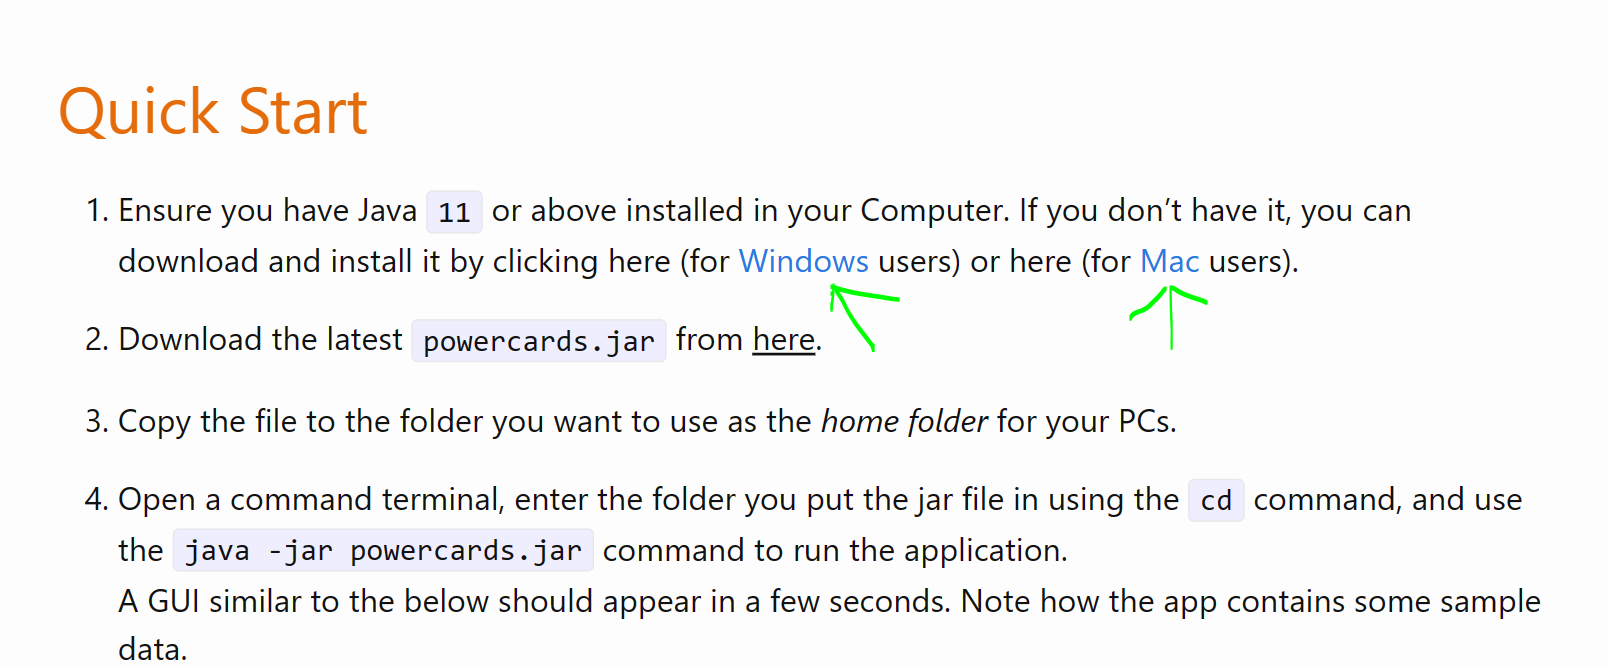 Quick Start
1. Ensure you have Java 11 or above installed in your Computer. If you don’t have it, you can
download and install it by clicking here (for Windows users) or here (for Mac users).
2. Download the latest powercards.jar from here.
3. Copy the file to the folder you want to use as the home folder for your PCs.
4. Open a command terminal, enter the folder you put the jar file in using the cd command, and use
the java -jar powercards.jar command to run the application.
A GUI similar to the below should appear in a few seconds. Note how the app contains some sample
data.